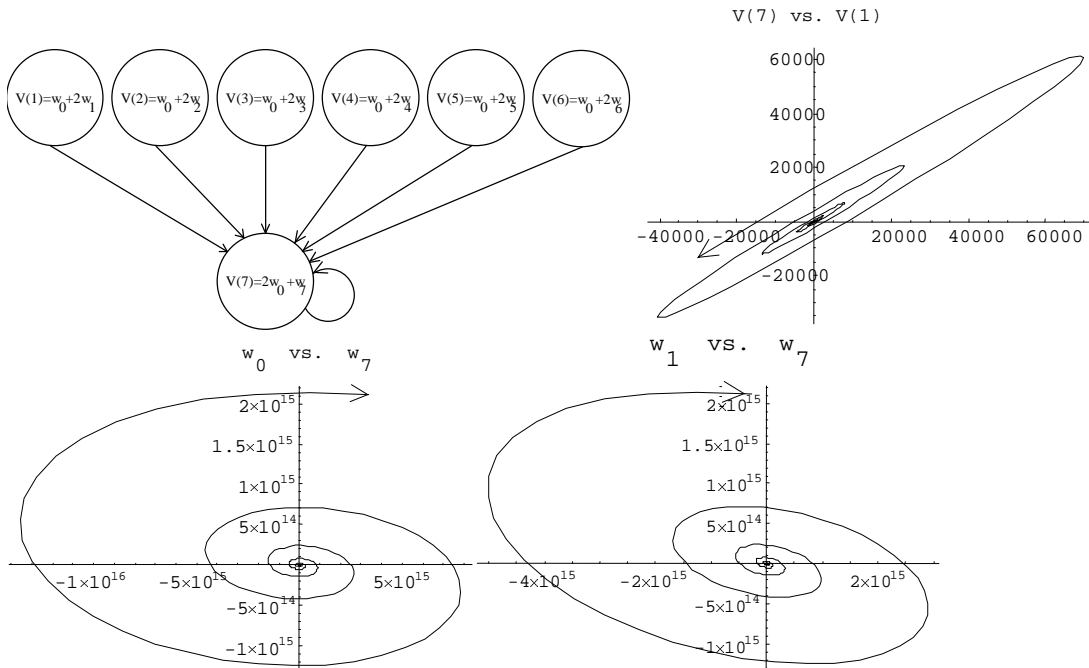 V(7) vs. V(1)
V(1)=w0+2w1
V(2)=w0+2w2
V(3)=w0+2w3
V(4)=w0+2w4
V(5)=w0+2w5
V(6)=w0+2w6
V(7)=2w0+w7
60000
40000
20000
-40000 -20000 20000 40000 60000
-20000
w0 vs. w7
2×10^15
1.5×10^15
1×10^15
5×10^14
-1×10^16 -5×10^15 5×10^15
-5×10^14
-1×10^15
w1 vs. w7
2×10^15
1.5×10^15
1×10^15
5×10^14
-4×10^15 -2×10^15 2×10^15
-5×10^14
-1×10^15